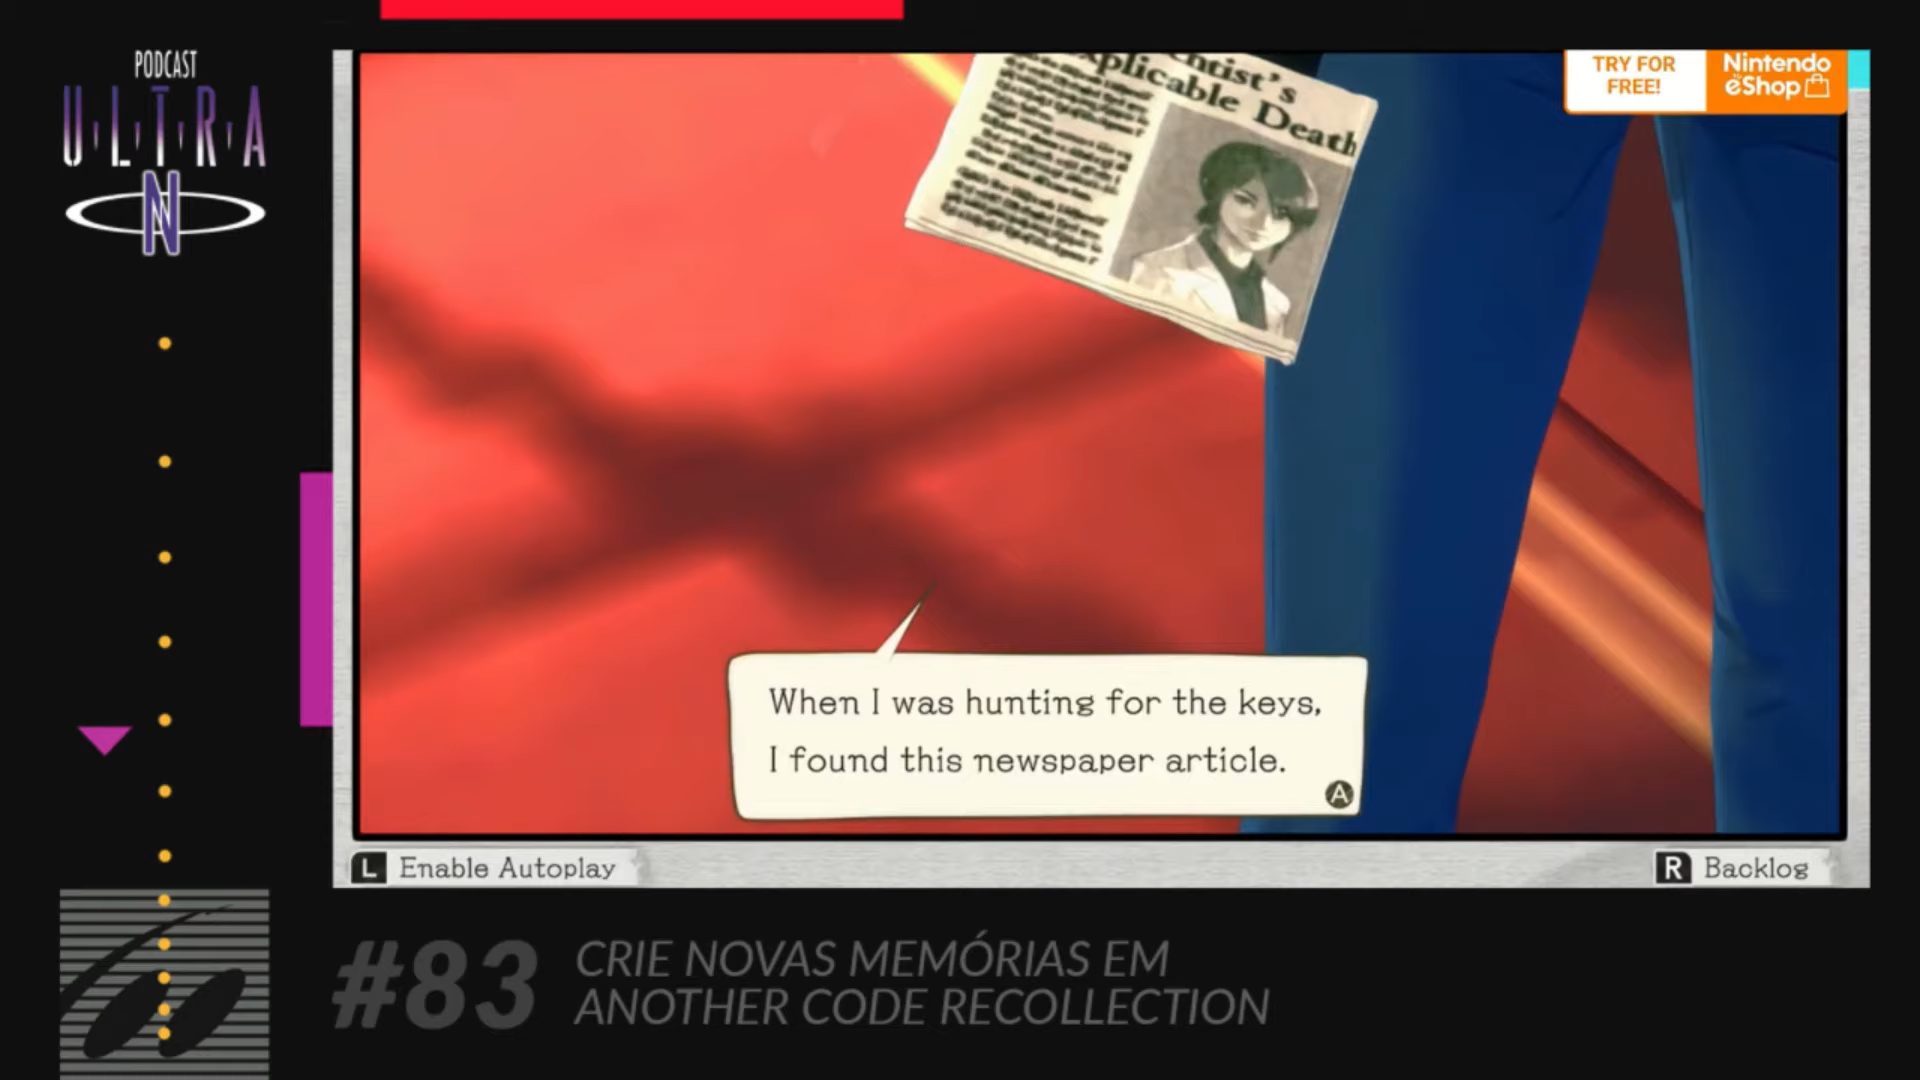 PODCAST
ULTRA
N
TRY FOR
FREE!
Nintendo
eShop
Death
When I was hunting for the keys,
I found this newspaper article.
A
L Enable Autoplay
R Backlog
#83
CRIE NOVAS MEMÓRIAS EM
ANOTHER CODE RECOLLECTION